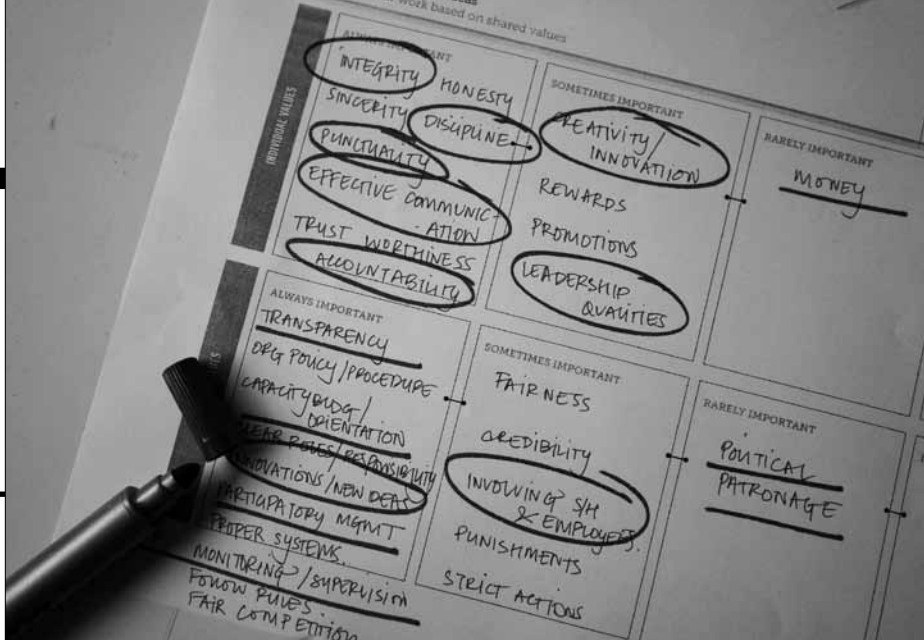 work based on shared values
INDIVIDUAL VALUES
ALWAYS IMPORTANT
INTEGRITY
HONESTY
SINCERITY
DISCIPLINE
PUNCTUALITY
EFFECTIVE COMMUNIC-
ATION
TRUST WORTHINESS
ACCOUNTABILITY
SOMETIMES IMPORTANT
CREATIVITY/
INNOVATIION
REWARDS
PROMOTIONS
LEADERSHIP
QUALITIES
RARELY IMPORTANT
MONEY
ALWAYS IMPORTANT
TRANSPARENCY
ORG POLICY/PROCEDURE
CAPACITY BLDG/
ORIENTATION
CLEAR ROLES/RESPONSIBILITY
INNOVATIONS/NEW IDEAS
PARTICIPATORY MGMT
PROPER SYSTEMS.
MONITORING/SUPERVISION
FOLLOW RULES.
FAIR COMPETITION
SOMETIMES IMPORTANT
FAIRNESS
CREDIBILITY
INVOLVING S/H
& EMPLOYEES.
PUNISHMENTS
STRICT ACTIONS
RARELY IMPORTANT
POLITICAL
PATRONAGE